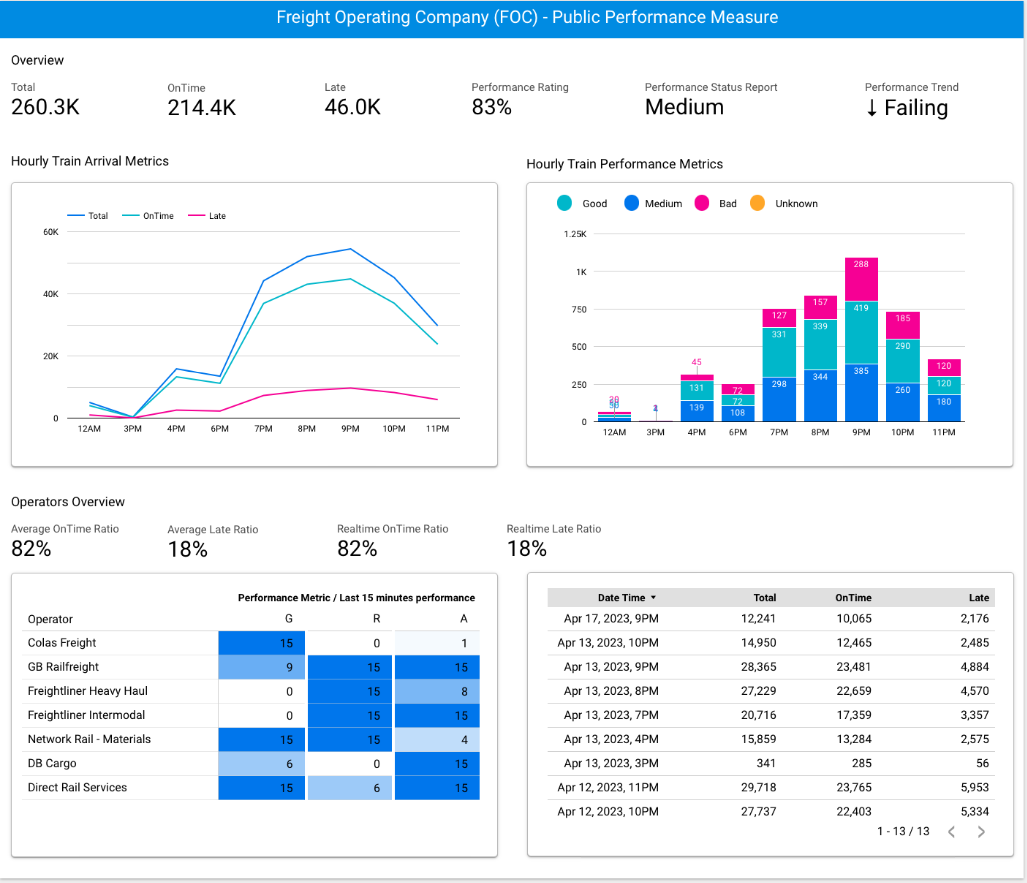 Freight Operating Company (FOC) - Public Performance Measure
Overview
Total
260.3K
OnTime
214.4K
Late
46.0K
Performance Rating
83%
Performance Status Report
Medium
Performance Trend
↓ Failing
Hourly Train Arrival Metrics
Total OnTime Late
60K
40K
20K
0
12AM 3PM 4PM 6PM 7PM 8PM 9PM 10PM 11PM
Hourly Train Performance Metrics
Good Medium Bad Unknown
1.25K
1K
750
500
250
0
20
45 131 139
72 72 108
127 331 298
157 339 344
288 419 385
185 290 260
120 120 180
12AM 3PM 4PM 6PM 7PM 8PM 9PM 10PM 11PM
Operators Overview
Average OnTime Ratio
82%
Average Late Ratio
18%
Realtime OnTime Ratio
82%
Realtime Late Ratio
18%
Performance Metric / Last 15 minutes performance
Operator G R A
Colas Freight 15 0 1
GB Railfreight 9 15 15
Freightliner Heavy Haul 0 15 8
Freightliner Intermodal 0 15 15
Network Rail - Materials 15 15 4
DB Cargo 6 0 15
Direct Rail Services 15 6 15
Date Time Total OnTime Late
Apr 17, 2023, 9PM 12,241 10,065 2,176
Apr 13, 2023, 10PM 14,950 12,465 2,485
Apr 13, 2023, 9PM 28,365 23,481 4,884
Apr 13, 2023, 8PM 27,229 22,659 4,570
Apr 13, 2023, 7PM 20,716 17,359 3,357
Apr 13, 2023, 4PM 15,859 13,284 2,575
Apr 13, 2023, 3PM 341 285 56
Apr 12, 2023, 11PM 29,718 23,765 5,953
Apr 12, 2023, 10PM 27,737 22,403 5,334
1 - 13 / 13